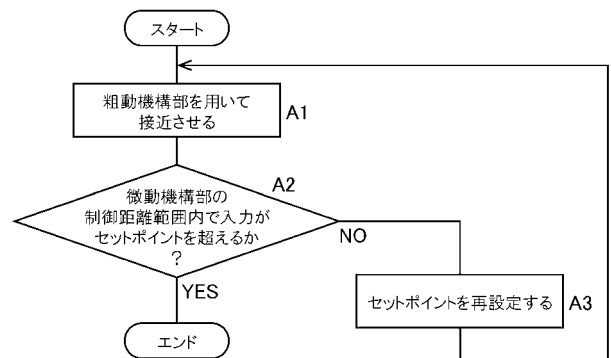 スタート
粗動機構部を用いて
接近させる
A1
A2
微動機構部の
制御距離範囲内で入力が
セットポイントを超えるか
?
NO
YES
セットポイントを再設定する
A3
エンド